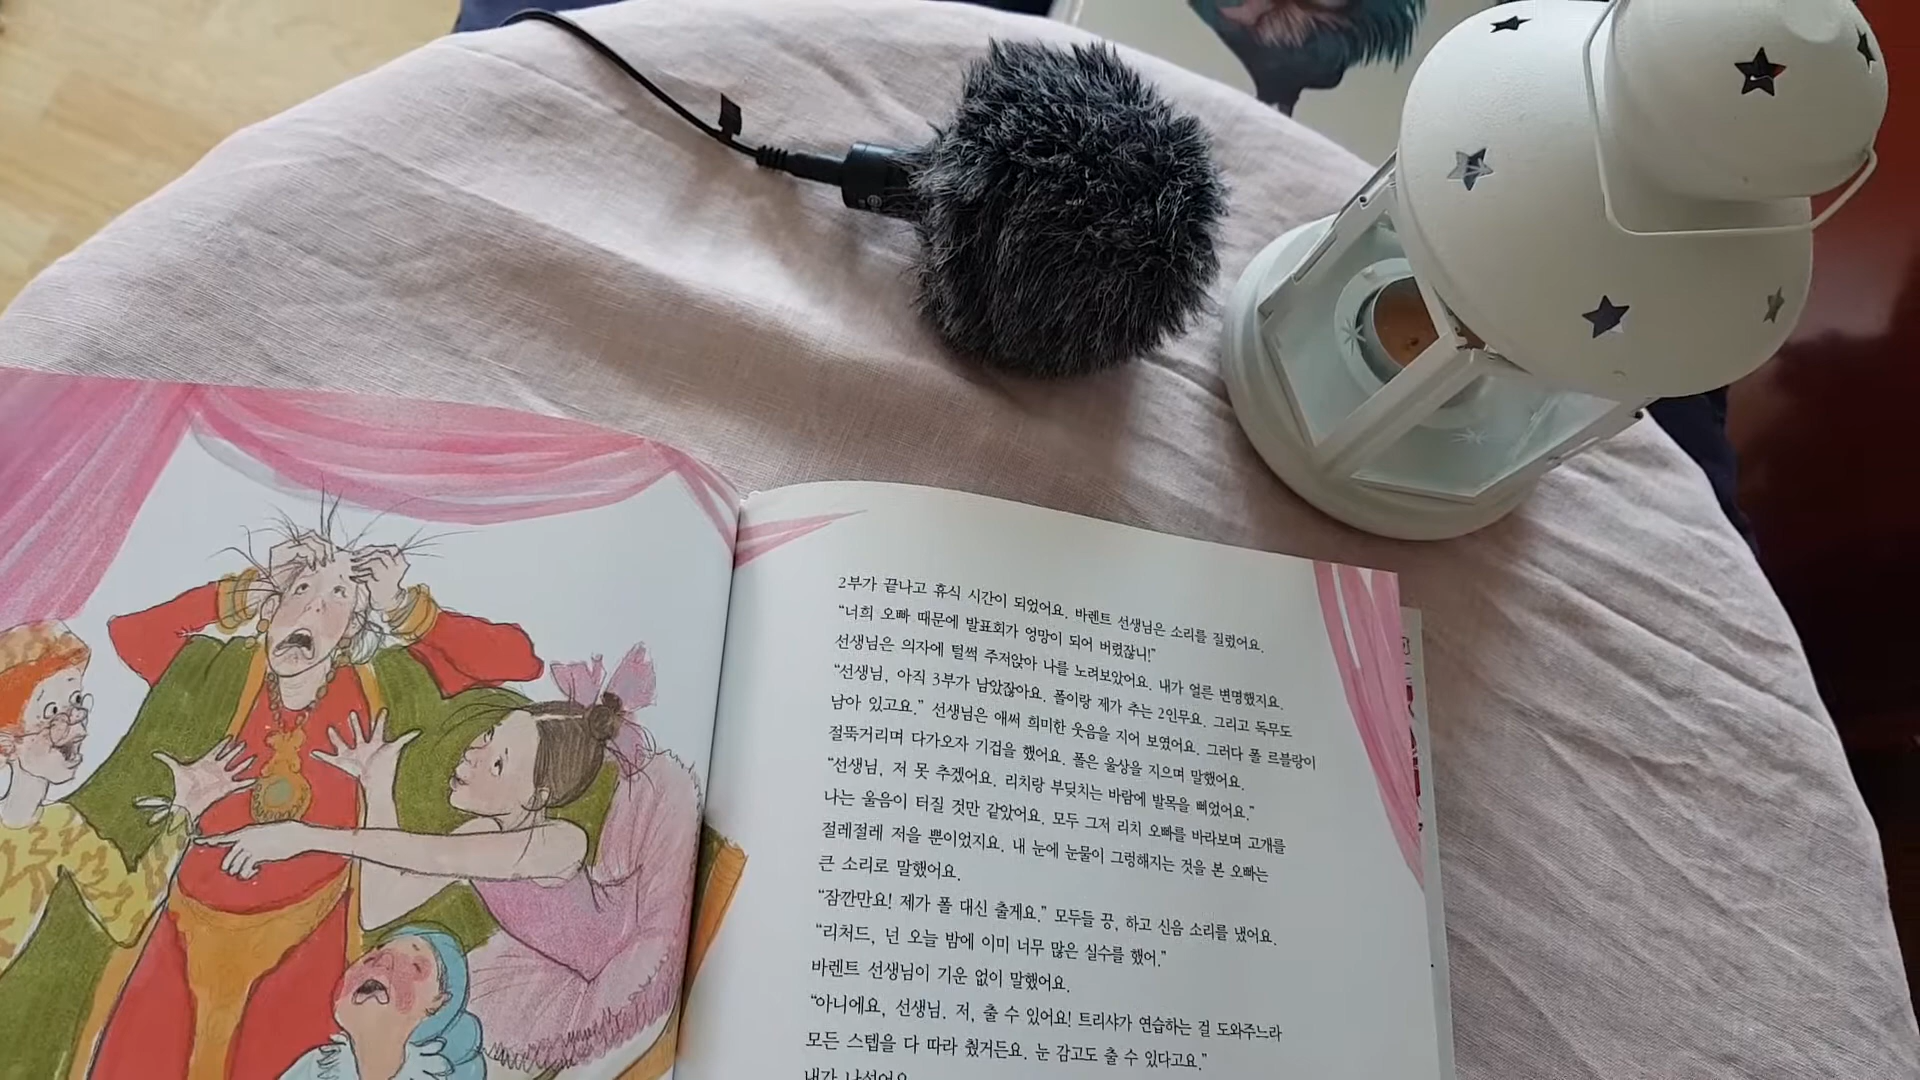 2부가 끝나고 휴식 시간이 되었어요. 바렌트 선생님은 소리를 질렀어요.
“너희 오빠 때문에 발표회가 엉망이 되어 버렸잖니!”
선생님은 의자에 털썩 주저앉아 나를 노려보았어요. 내가 얼른 변명했지요.
“선생님, 아직 3부가 남았잖아요. 폴이랑 제가 추는 2인무요. 그리고 독무도
남아 있고요.” 선생님은 애써 희미한 웃음을 지어 보였어요. 그러다 폴 르블랑이
절뚝거리며 다가오자 기겁을 했어요. 폴은 울상을 지으며 말했어요.
“선생님, 저 못 추겠어요. 리치랑 부딪치는 바람에 발목을 삐었어요.”
나는 울음이 터질 것만 같았어요. 모두 그저 리치 오빠를 바라보며 고개를
절레절레 저을 뿐이었지요. 내 눈에 눈물이 그렁해지는 것을 본 오빠는
큰 소리로 말했어요.
“잠깐만요! 제가 폴 대신 출게요.” 모두들 끙, 하고 신음 소리를 냈어요.
“리처드, 넌 오늘 밤에 이미 너무 많은 실수를 했어.”
바렌트 선생님이 기운 없이 말했어요.
“아니에요, 선생님. 저, 출 수 있어요! 트리샤가 연습하는 걸 도와주느라
모든 스텝을 다 따라 췄거든요. 눈 감고도 출 수 있다고요.”
내가 나섰어요